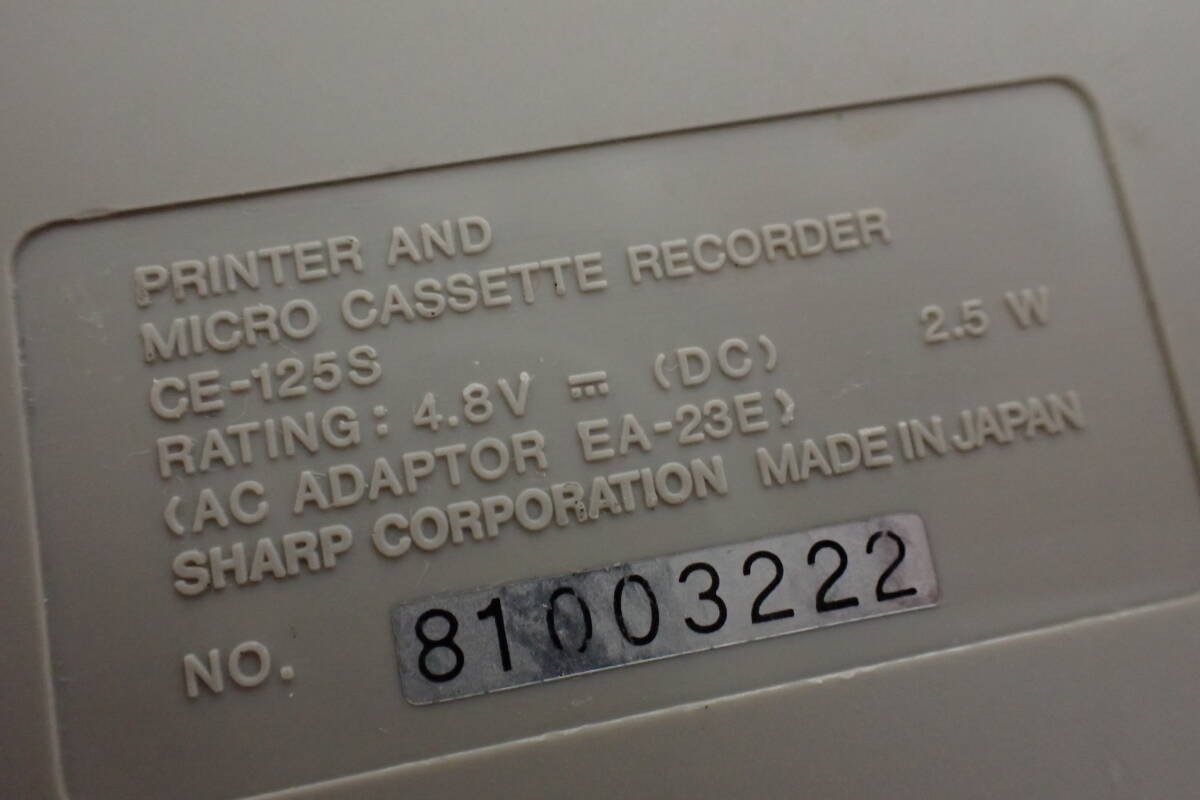 PRINTER AND
MICRO CASSETTE RECORDER
CE-125S
RATING: 4.8V ⎓ (DC) 2.5 W
(AC ADAPTOR EA-23E)
SHARP CORPORATION MADE IN JAPAN
NO. 81003222